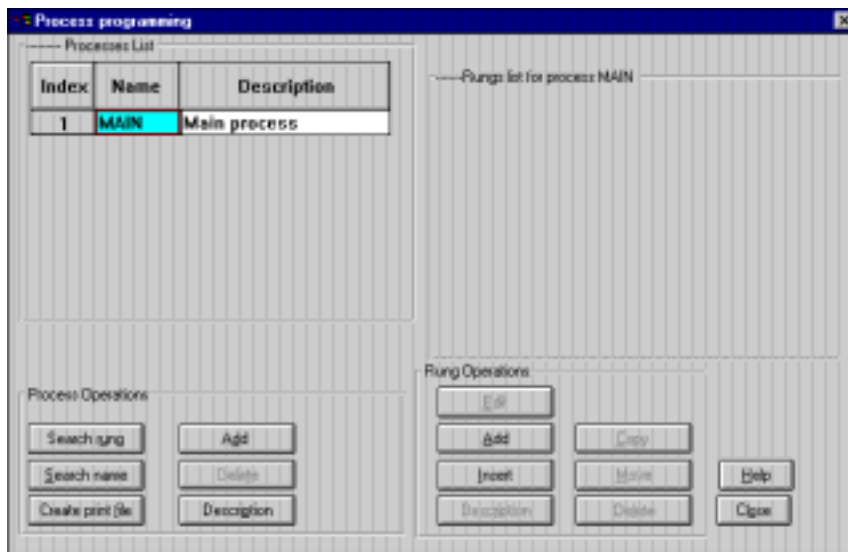 Process programming
Processes List
Index Name Description
1 MAIN Main process
Rungs list for process MAIN
Process Operations
Search rung Add
Search name Delete
Create print file Description
Rung Operations
Edit
Add Copy
Insert Move Help
Description Delete Close